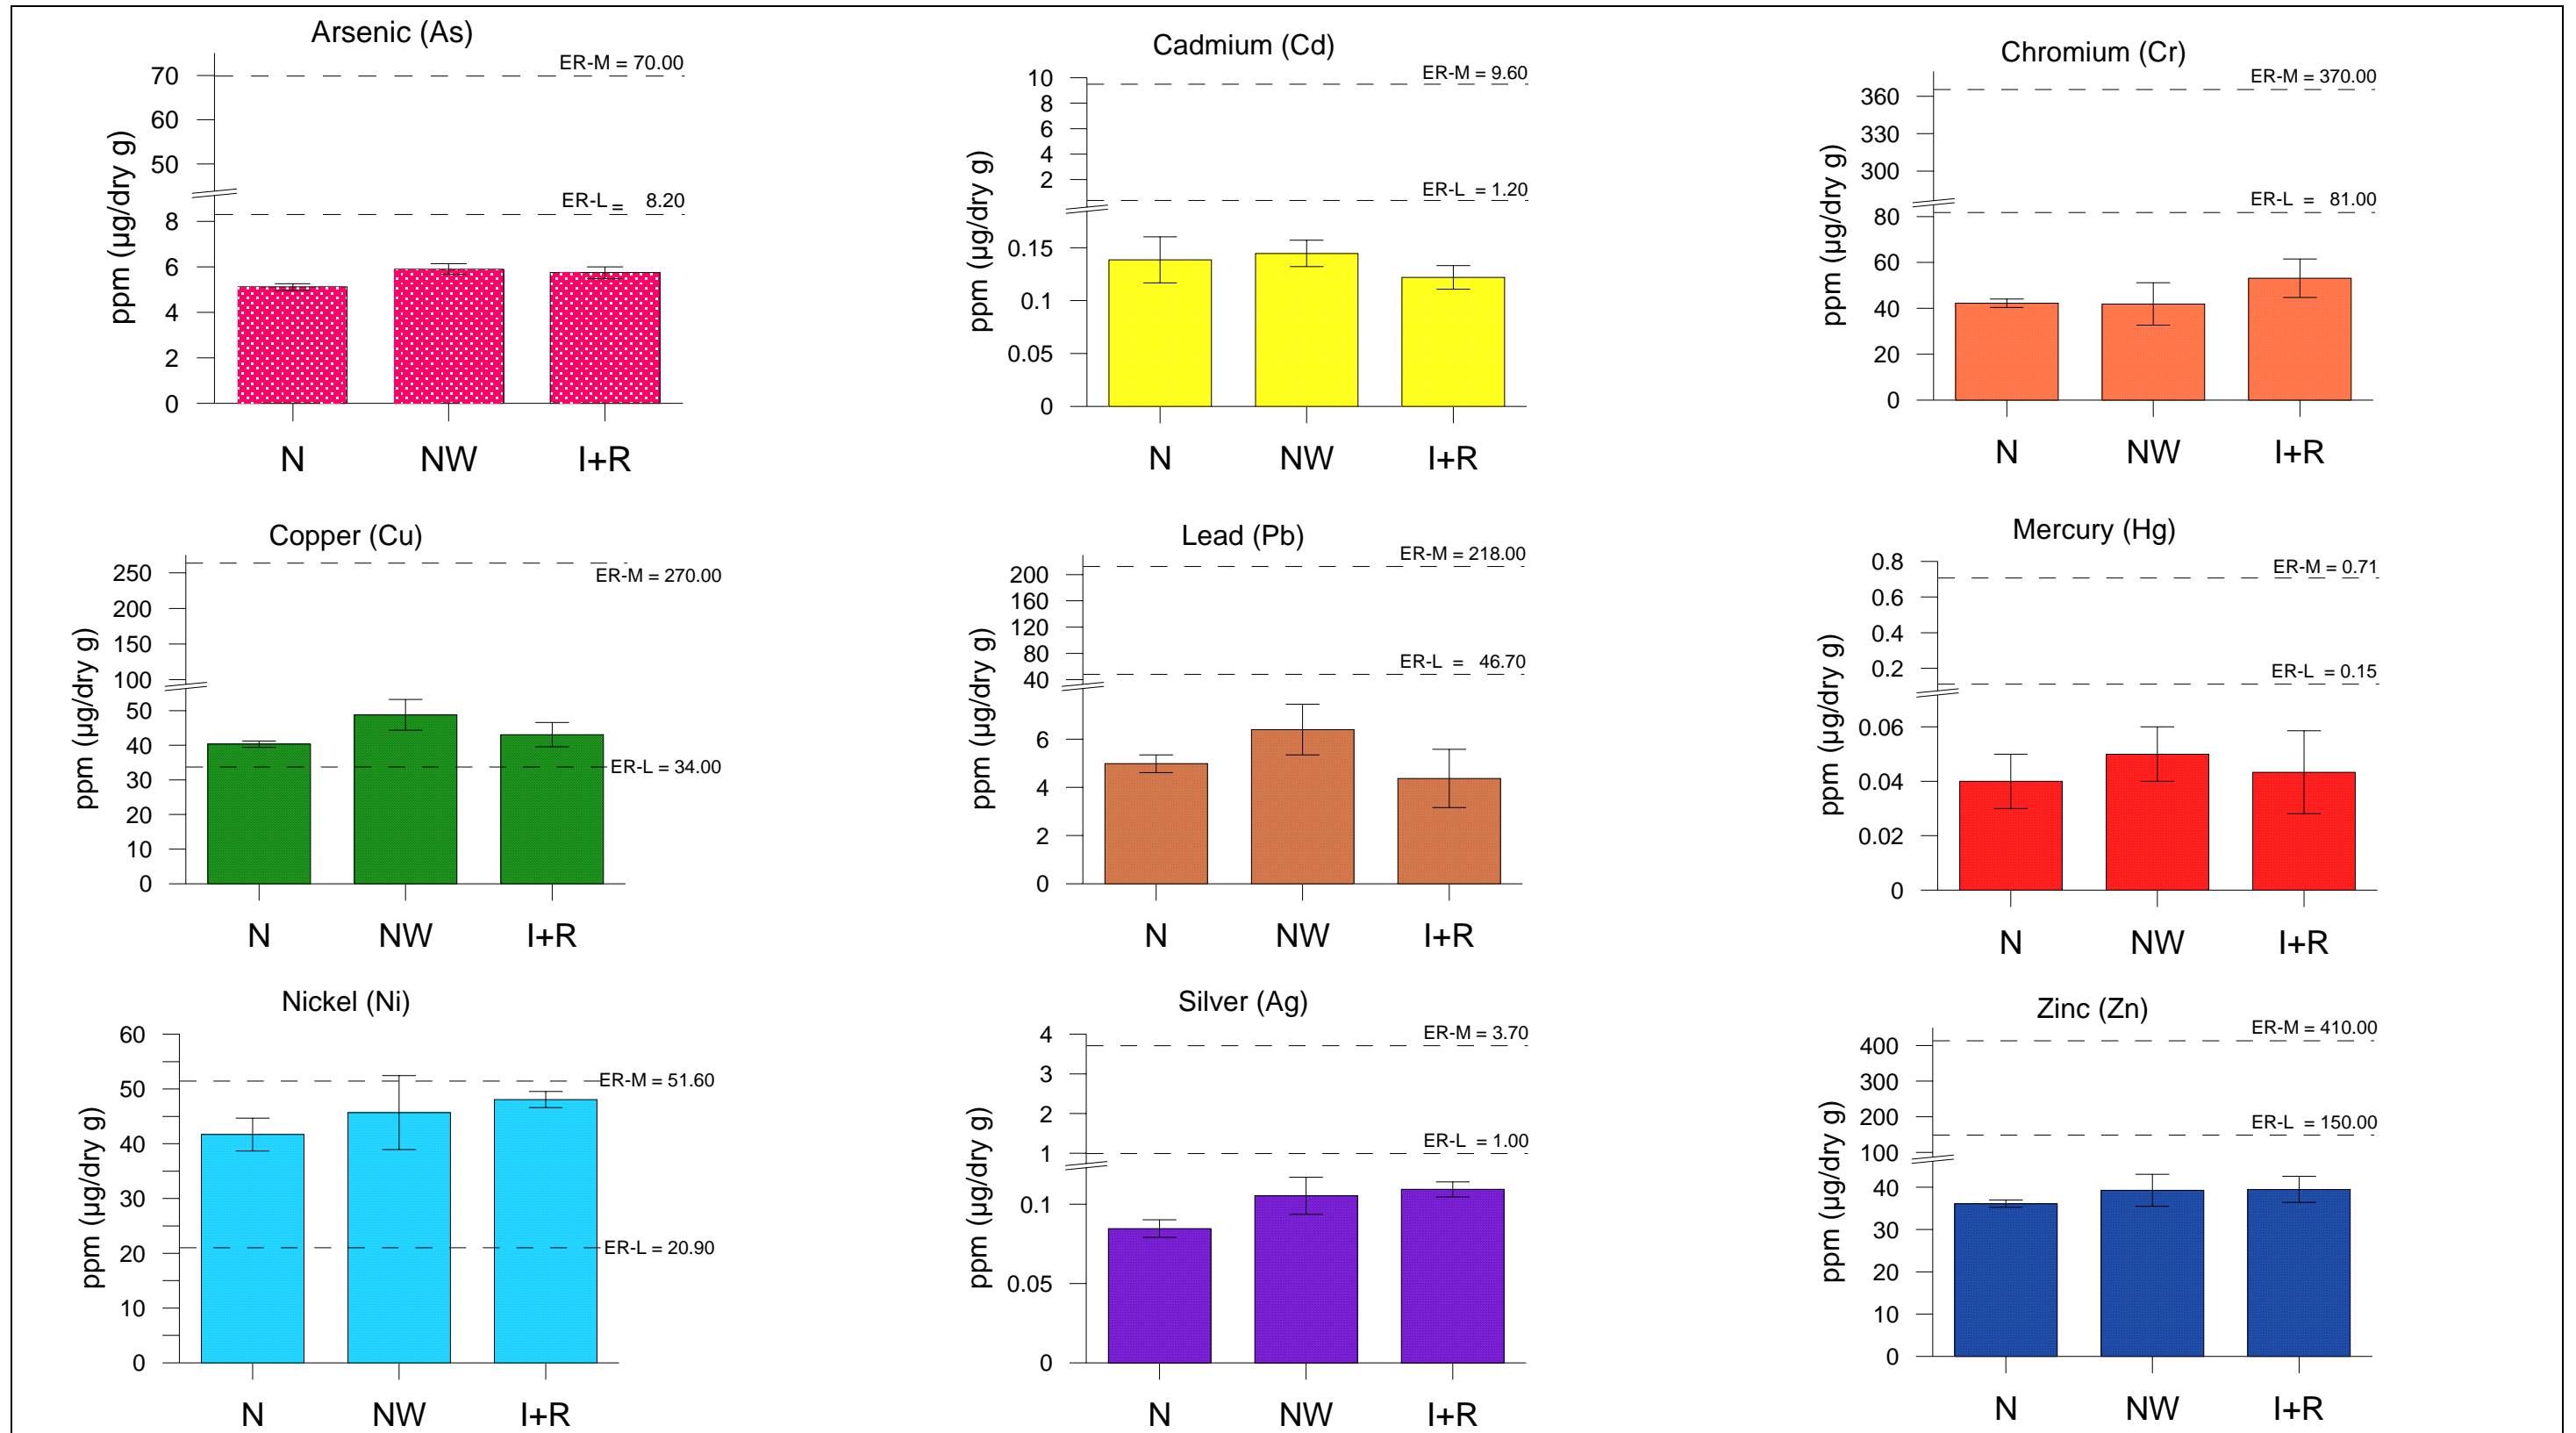 Arsenic (As)
ppm (µg/dry g)
70
60
50
8
6
4
2
0
ER-M = 70.00
ER-L = 8.20
N NW I+R
Cadmium (Cd)
ppm (µg/dry g)
10
8
6
4
2
0.15
0.1
0.05
0
ER-M = 9.60
ER-L = 1.20
N NW I+R
Chromium (Cr)
ppm (µg/dry g)
360
330
300
80
60
40
20
0
ER-M = 370.00
ER-L = 81.00
N NW I+R
Copper (Cu)
ppm (µg/dry g)
250
200
150
100
50
40
30
20
10
0
ER-M = 270.00
ER-L = 34.00
N NW I+R
Lead (Pb)
ppm (µg/dry g)
200
160
120
80
40
6
4
2
0
ER-M = 218.00
ER-L = 46.70
N NW I+R
Mercury (Hg)
ppm (µg/dry g)
0.8
0.6
0.4
0.2
0.06
0.04
0.02
0
ER-M = 0.71
ER-L = 0.15
N NW I+R
Nickel (Ni)
ppm (µg/dry g)
60
50
40
30
20
10
0
ER-M = 51.60
ER-L = 20.90
N NW I+R
Silver (Ag)
ppm (µg/dry g)
4
3
2
1
0.1
0.05
0
ER-M = 3.70
ER-L = 1.00
N NW I+R
Zinc (Zn)
ppm (µg/dry g)
400
300
200
100
40
30
20
10
0
ER-M = 410.00
ER-L = 150.00
N NW I+R